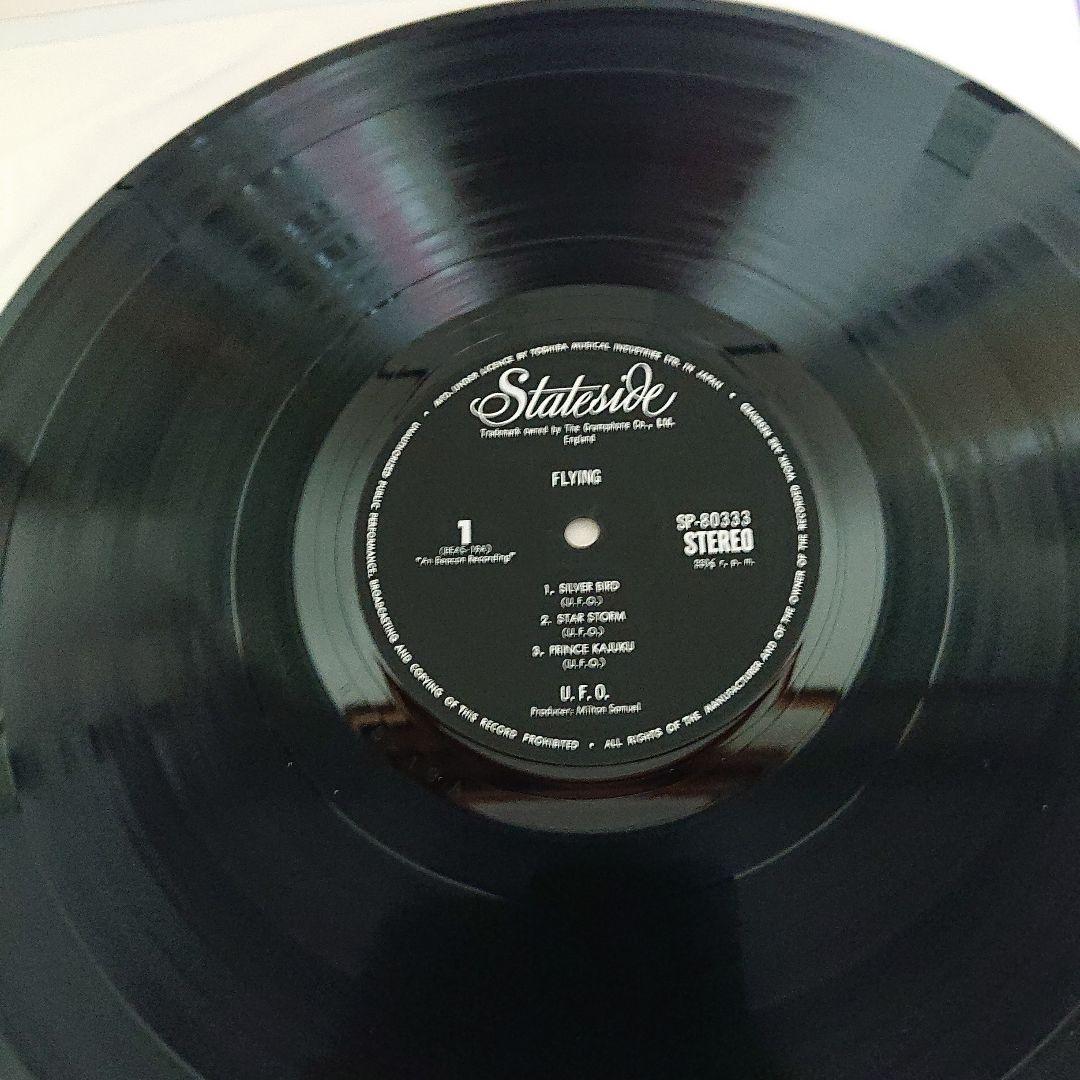 MFD. UNDER LICENCE BY TOSHIBA MUSICAL INDUSTRIES LTD. IN JAPAN • UNAUTHORIZED PUBLIC PERFORMANCE, BROADCASTING AND COPYING OF THIS RECORD PROHIBITED • ALL RIGHTS OF THE MANUFACTURER AND OF THE OWNER OF THE RECORDED WORK ARE RESERVED •
Stateside
Trademark owned by The Gramophone Co., Ltd.
England
FLYING
1
"An Beacon Recording"
SP-80333
STEREO
33⅓ r. p. m.
1. SILVER BIRD
(U.F.O.)
2. STAR STORM
(U.F.O.)
3. PRINCE KAJUKU
(U.F.O.)
U. F. O.
Producer: Milton Samuel